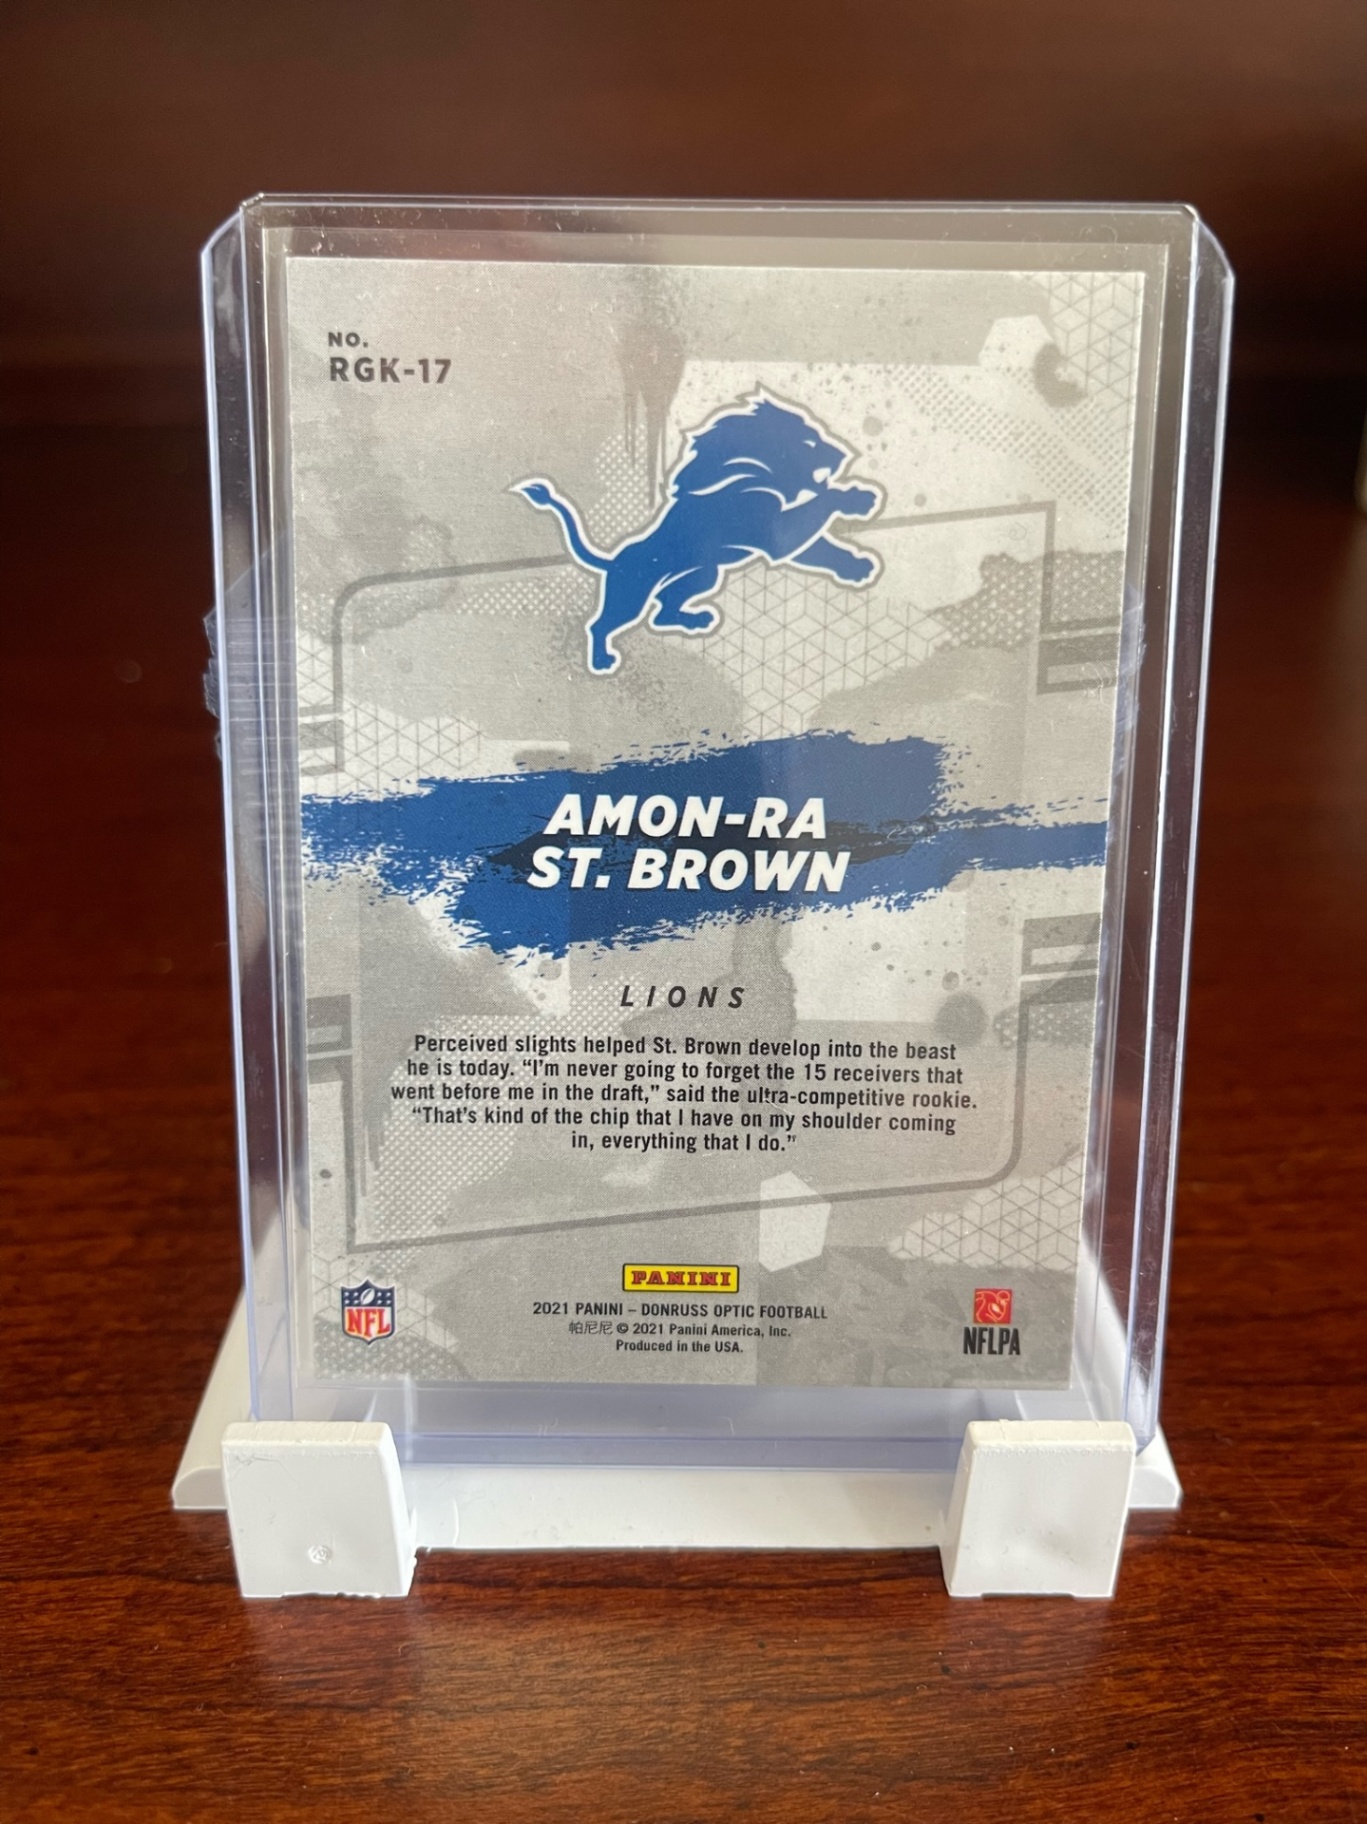 NO.
RGK-17
AMON-RA
ST. BROWN
LIONS
Perceived slights helped St. Brown develop into the beast
he is today. “I’m never going to forget the 15 receivers that
went before me in the draft,” said the ultra-competitive rookie.
“That’s kind of the chip that I have on my shoulder coming
in, everything that I do.”
PANINI
2021 PANINI – DONRUSS OPTIC FOOTBALL
帕尼尼 © 2021 Panini America, Inc.
Produced in the USA.
NFL
NFLPA